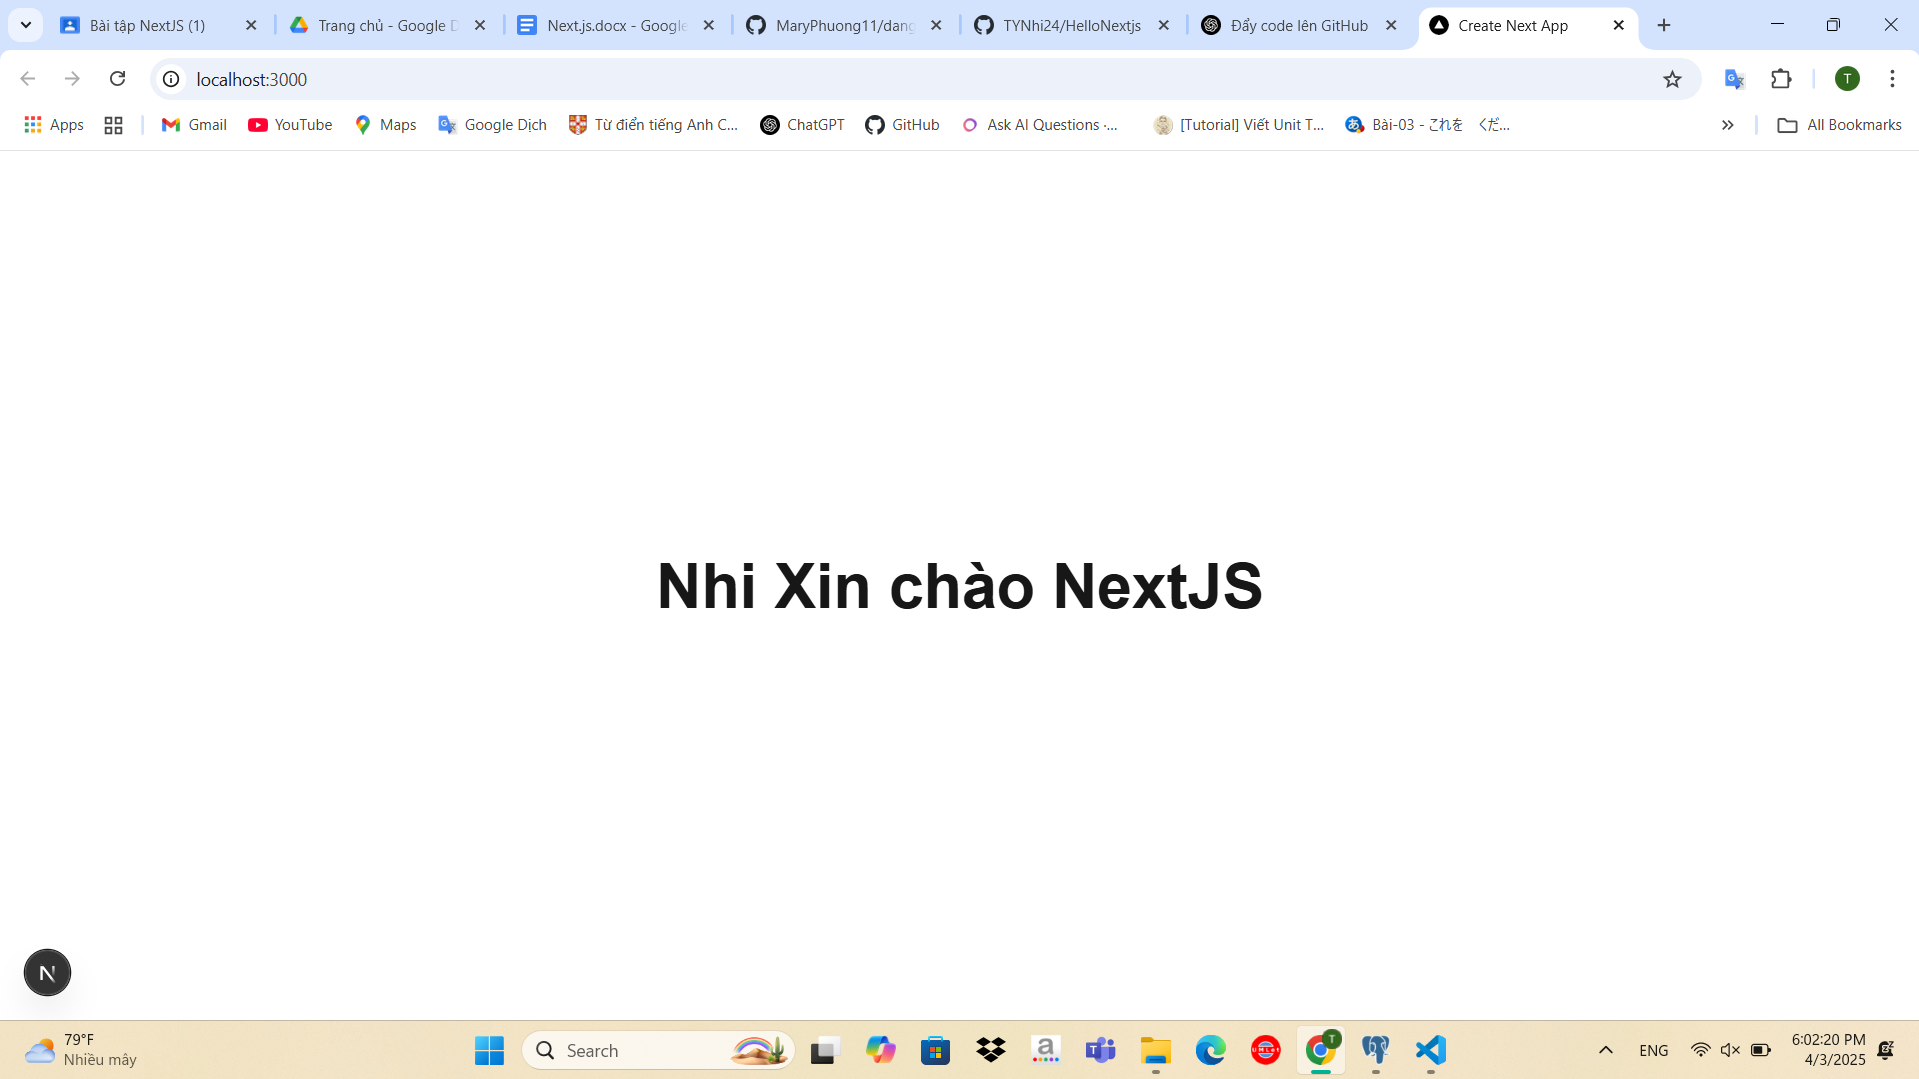 Bài tập NextJS (1)
Trang chủ - Google D
Next.js.docx - Google
MaryPhuong11/dang
TYNhi24/HelloNextjs
Đẩy code lên GitHub
Create Next App
localhost:3000
T
Apps
Gmail
YouTube
Maps
Google Dịch
Từ điển tiếng Anh C...
ChatGPT
GitHub
Ask AI Questions ·...
[Tutorial] Viết Unit T...
Bài-03 - これを くだ...
All Bookmarks
Nhi Xin chào NextJS
N
79°F
Nhiều mây
Search
T
ENG
6:02:20 PM
4/3/2025